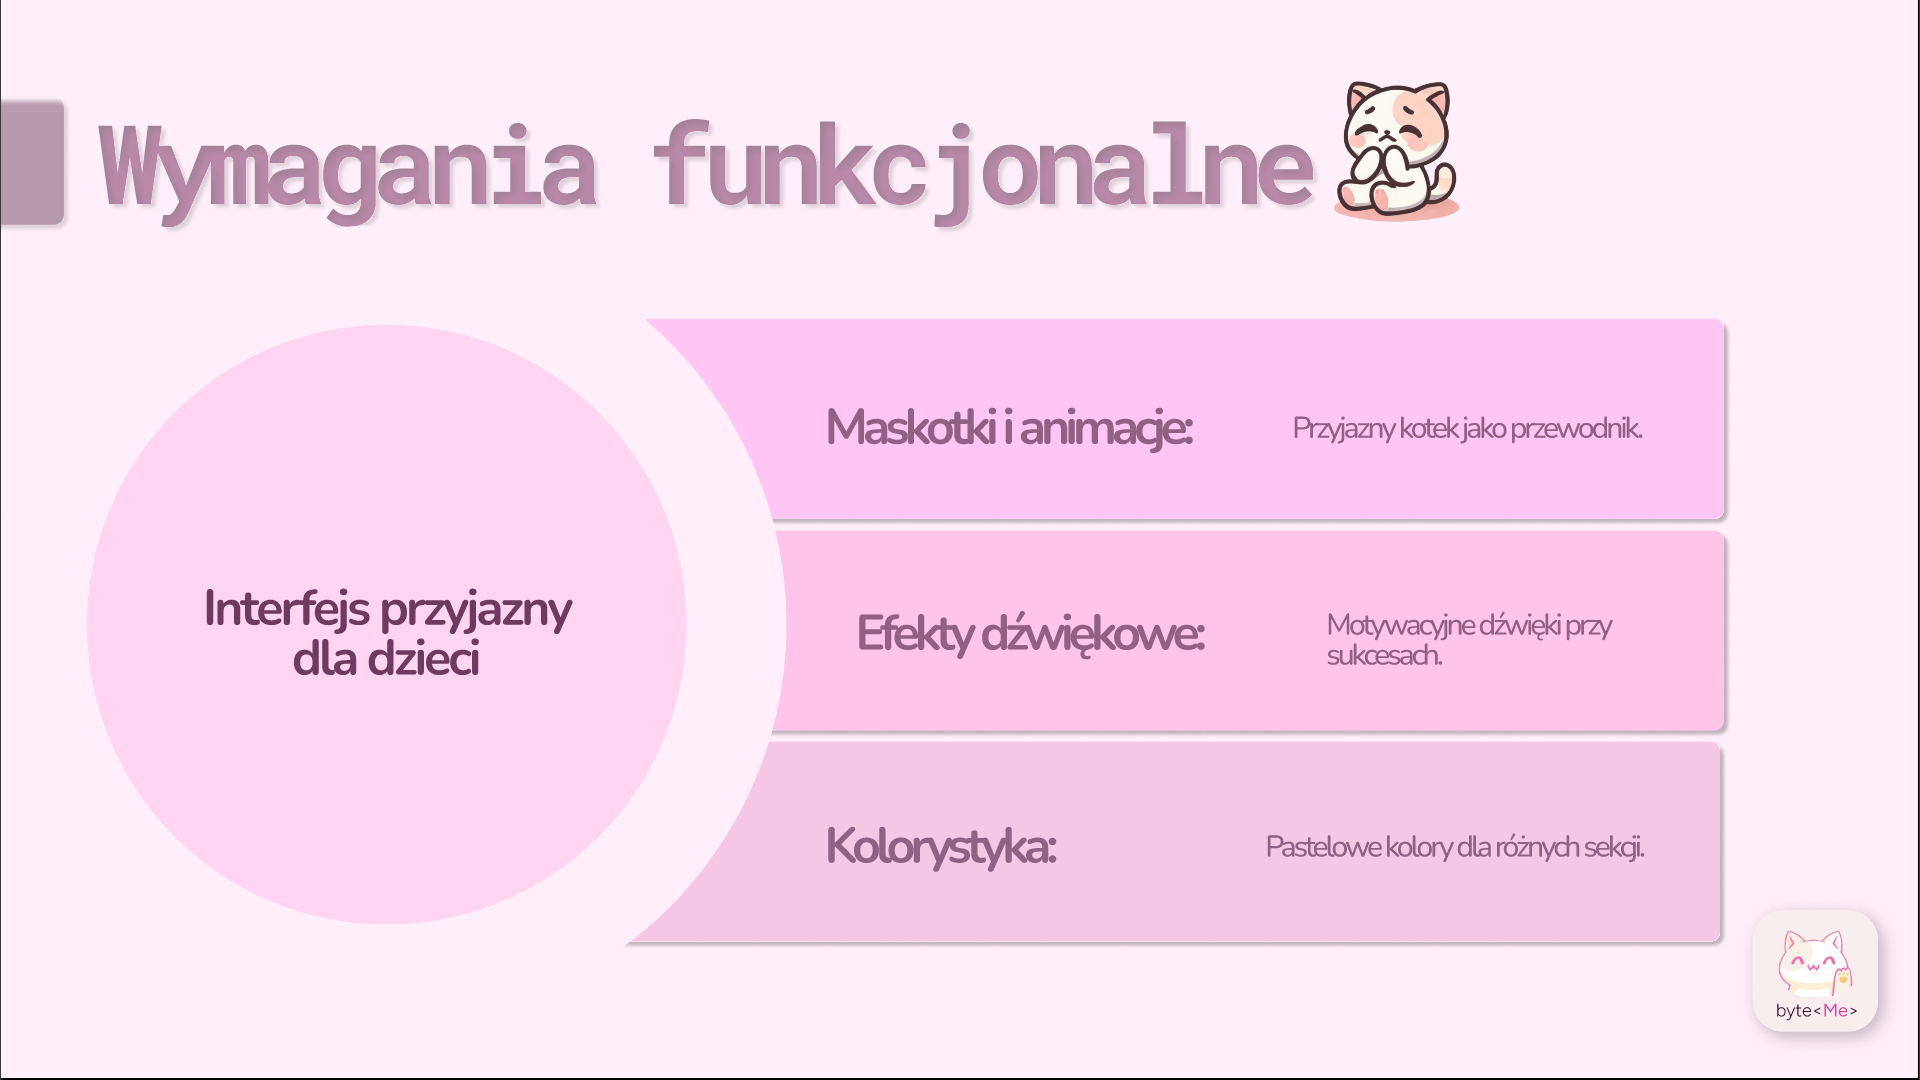 Wymagania funkcjonalne
Interfejs przyjazny
dla dzieci
Maskotki i animacje:
Przyjazny kotek jako przewodnik.
Efekty dźwiękowe:
Motywacyjne dźwięki przy
sukcesach.
Kolorystyka:
Pastelowe kolory dla różnych sekcji.
byte<Me>